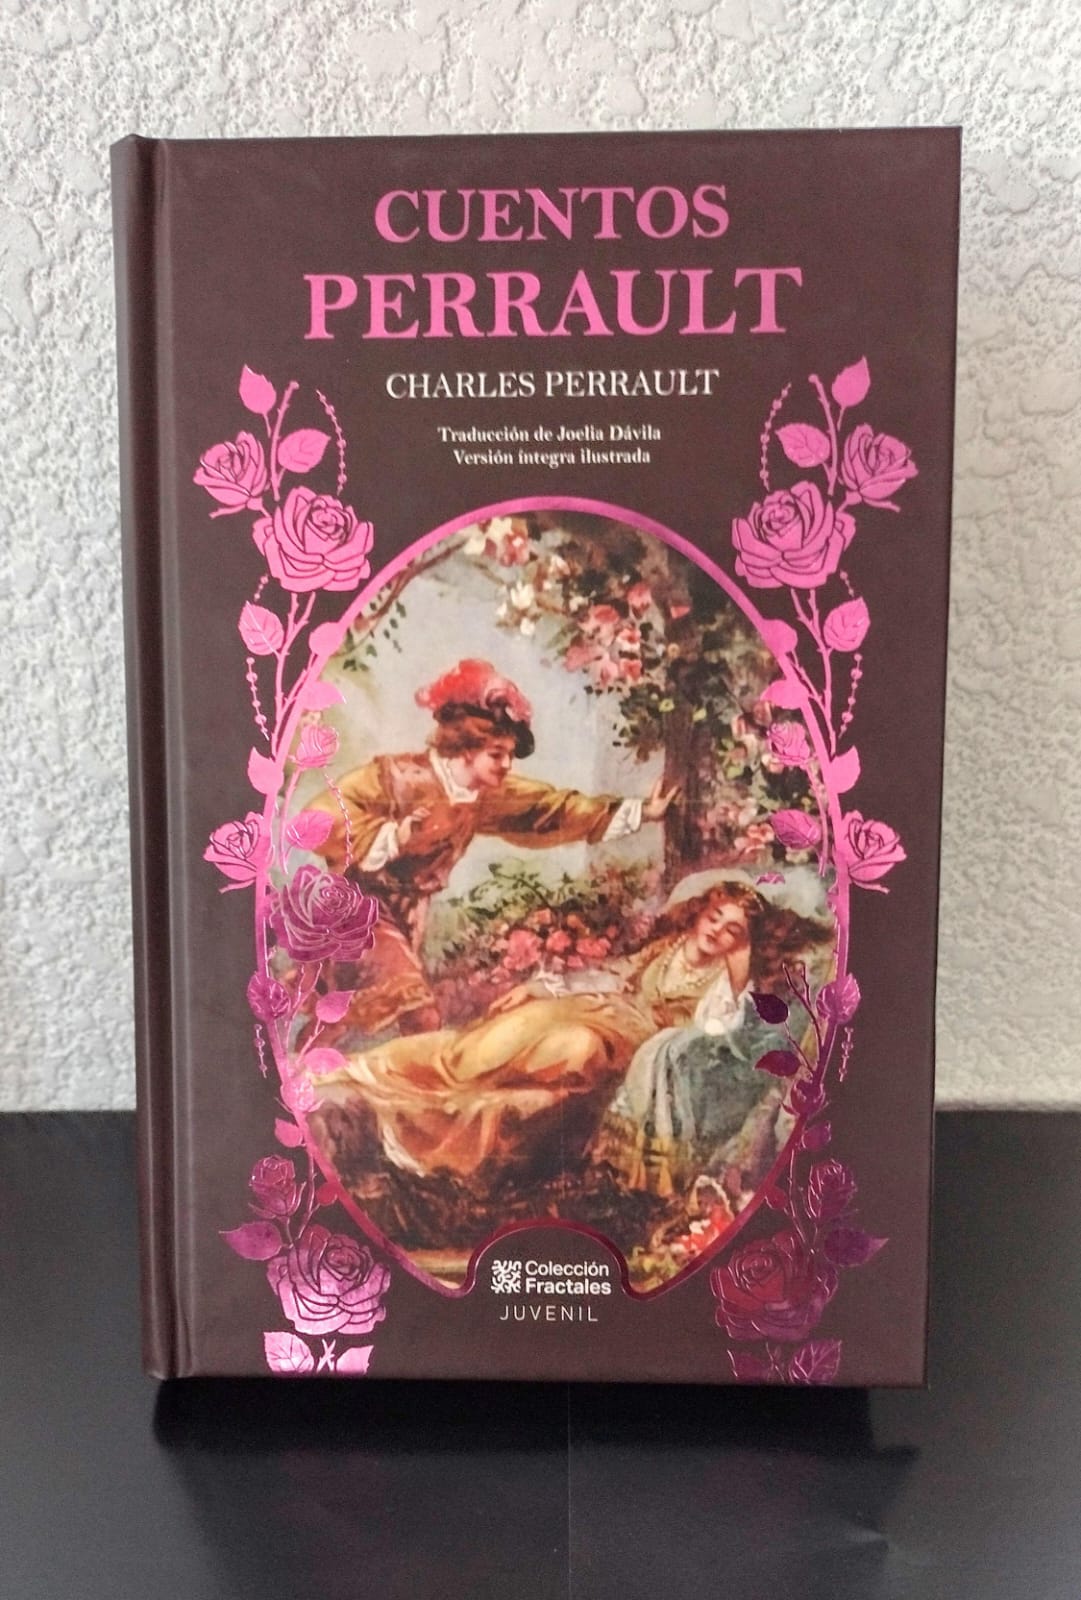 CUENTOS
PERRAULT
CHARLES PERRAULT
Traducción de Joelia Dávila
Versión íntegra ilustrada
Colección
Fractales
JUVENIL